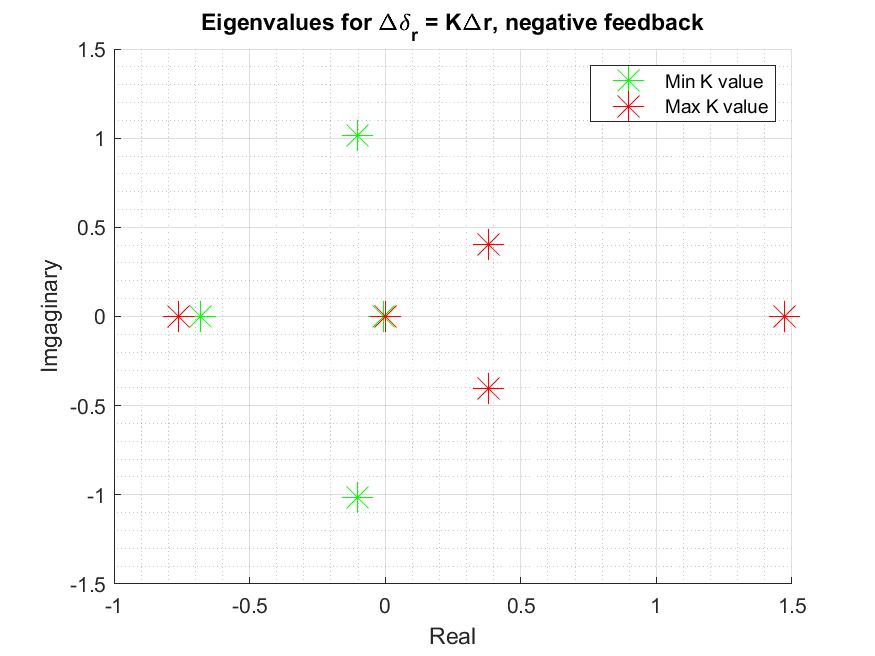 Eigenvalues for Δδr = KΔr, negative feedback
Min K value
Max K value
1.5
1
0.5
0
-0.5
-1
-1.5
Imgaginary
-1
-0.5
0
0.5
1
1.5
Real